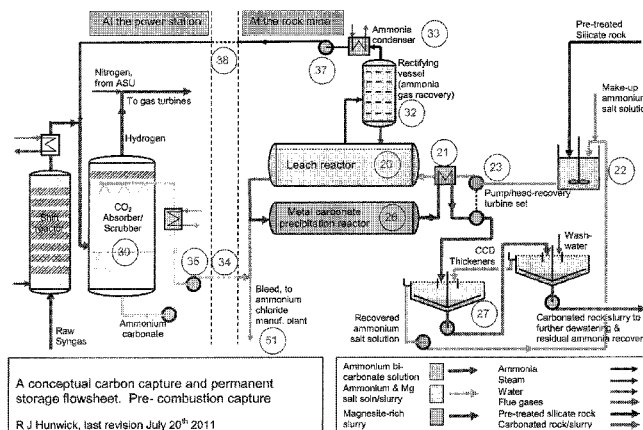 At the power station
At the rock mine
Ammonia
condenser
33
Pre-treated
Silicate rock
37
38
Nitrogen,
from ASU
To gas turbines
Rectifying
vessel
(ammonia
gas recovery)
Make-up
ammonium
salt solution
32
Hydrogen
21
23
Leach reactor
20
22
Pump/head-recovery
turbine set
Shift
reactor
CO2
Absorber/
Scrubber
Metal carbonate
precipitation reactor
26
30
Wash-
water
CCD
Thickeners
35
34
Bleed, to
ammonium
chloride
manuf. plant
27
Ammonium
carbonate
Recovered
ammonium
salt solution
Carbonated rock/slurry to
further dewatering &
residual ammonia recovery
Raw
Syngas
51
A conceptual carbon capture and permanent
storage flowsheet. Pre- combustion capture
R J Hunwick, last revision July 20th 2011
Ammonium bi-
carbonate solution
Ammonium & Mg
salt soln/slurry
Magnesite-rich
slurry
Ammonia
Steam
Water
Flue gases
Pre-treated silicate rock
Carbonated rock/slurry